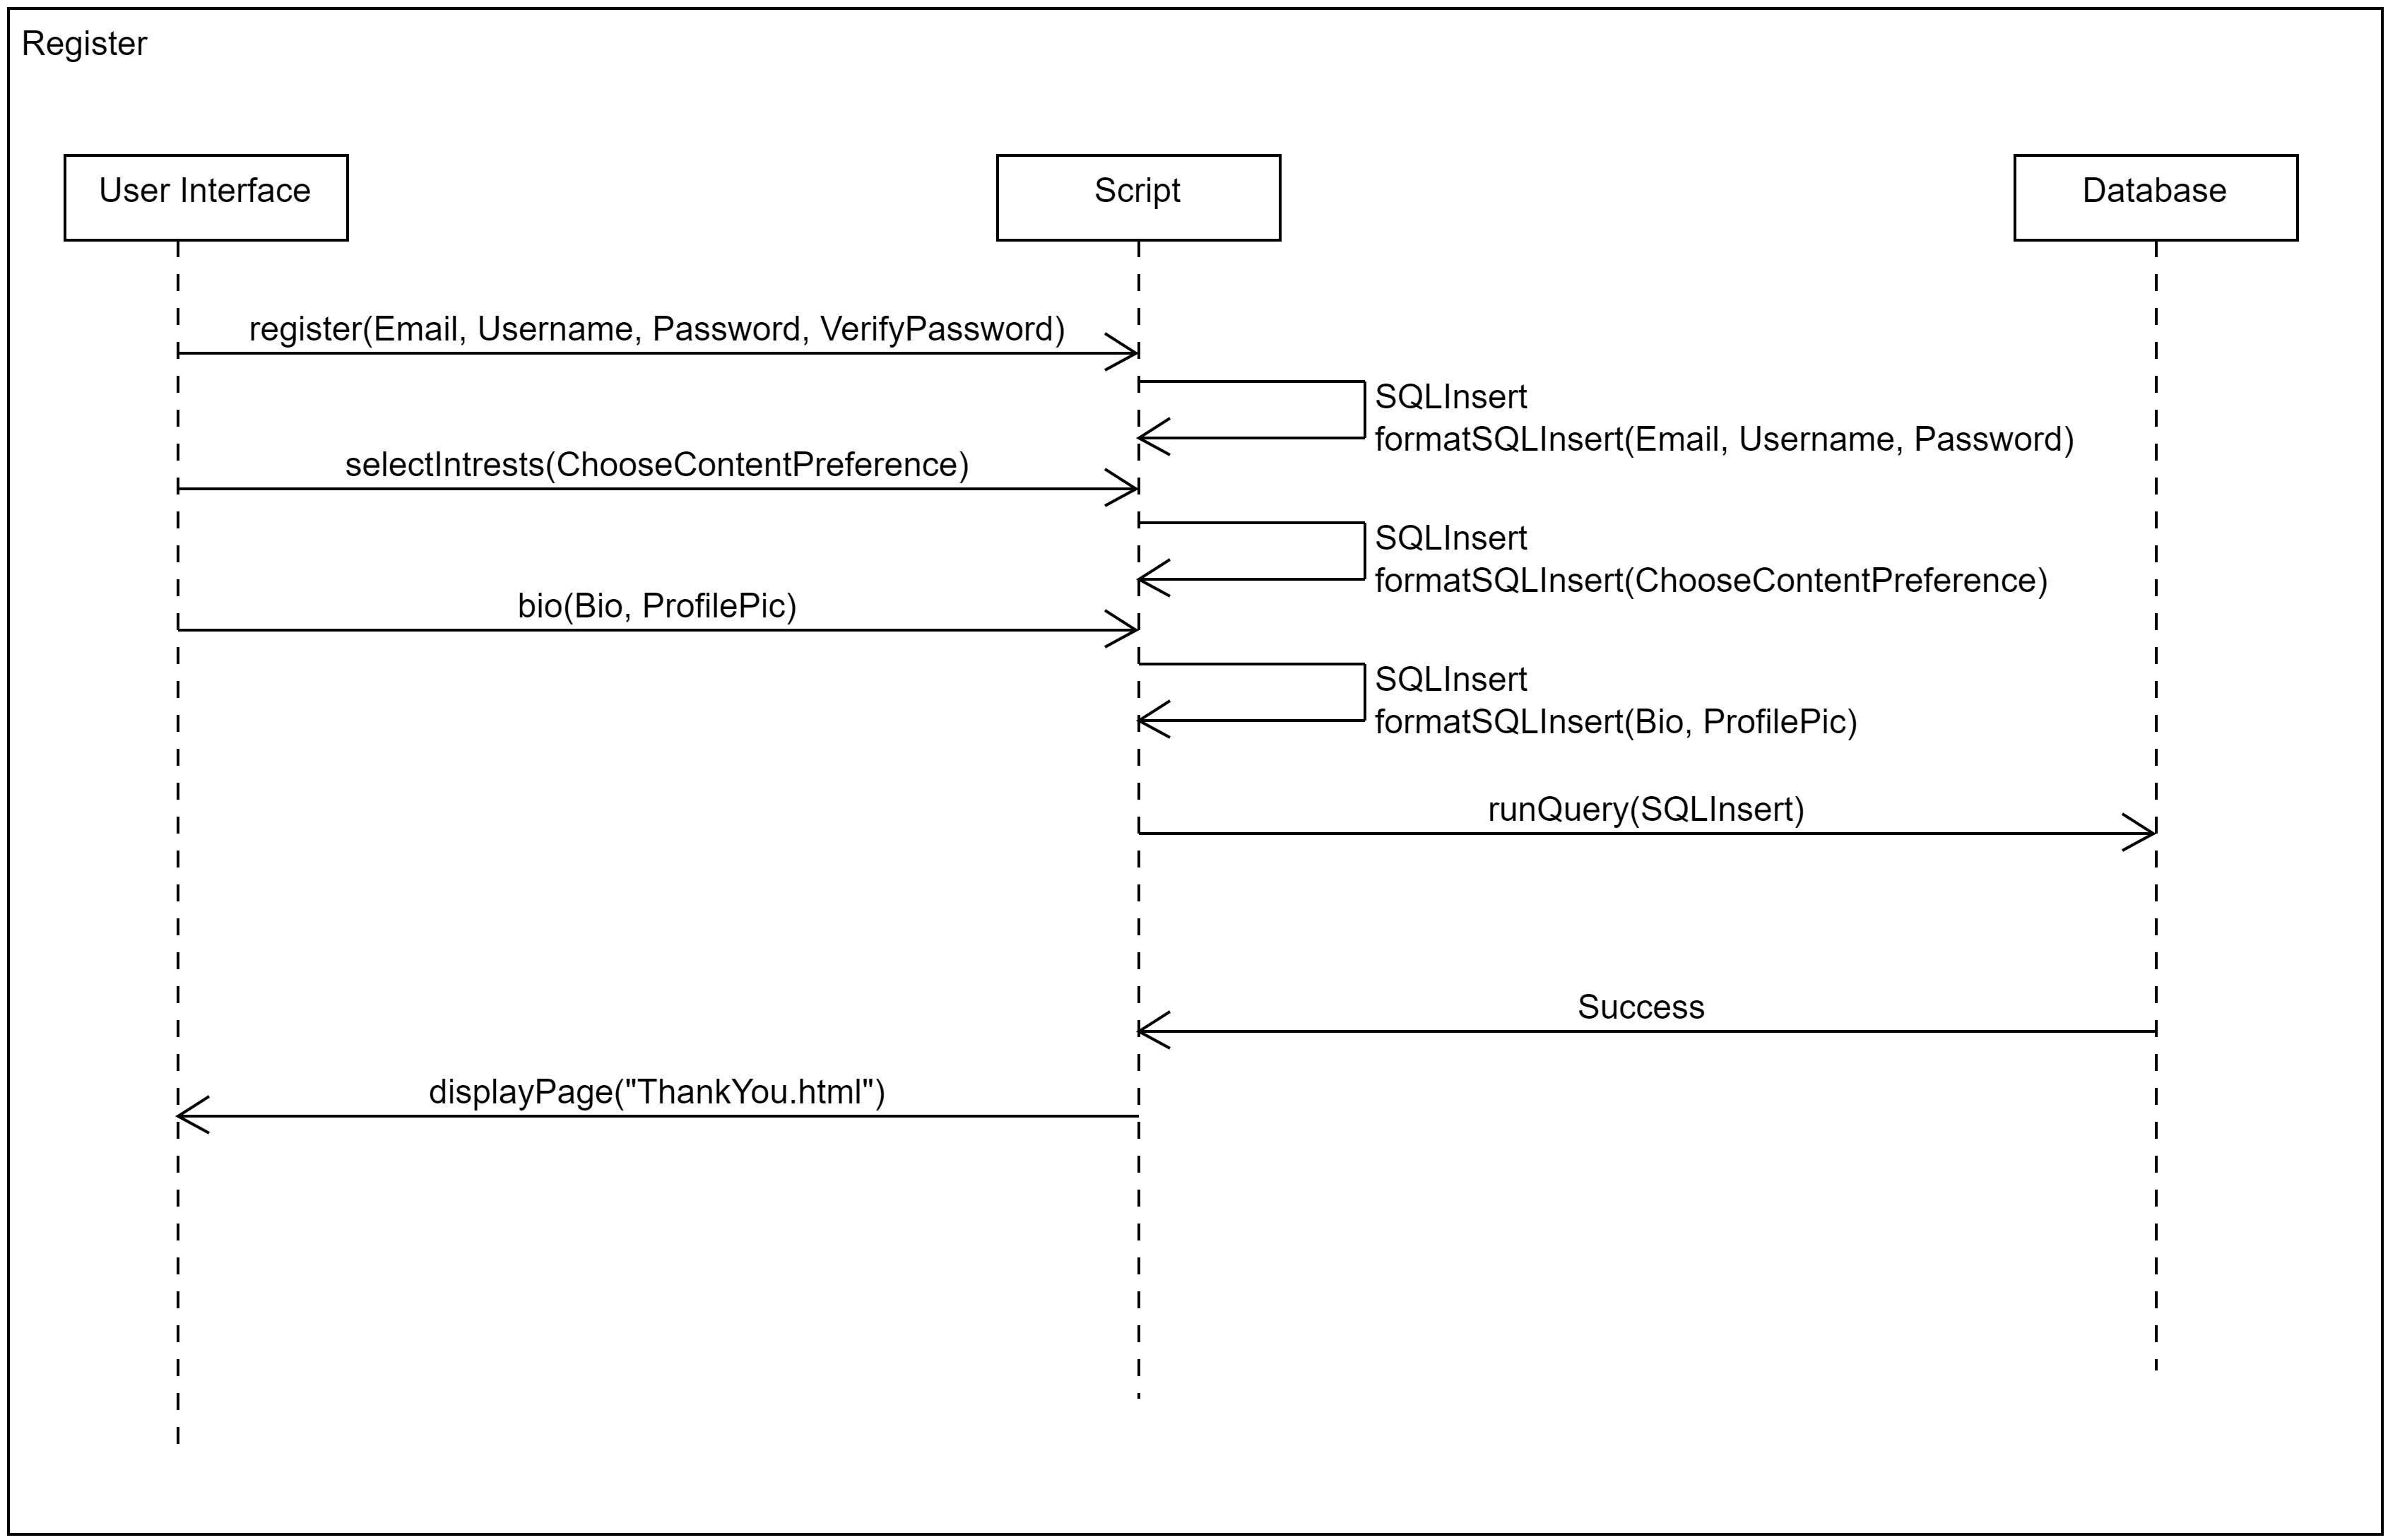 Register
User Interface
Script
Database
register(Email, Username, Password, VerifyPassword)
SQLInsert
formatSQLInsert(Email, Username, Password)
selectIntrests(ChooseContentPreference)
SQLInsert
formatSQLInsert(ChooseContentPreference)
bio(Bio, ProfilePic)
SQLInsert
formatSQLInsert(Bio, ProfilePic)
runQuery(SQLInsert)
Success
displayPage("ThankYou.html")